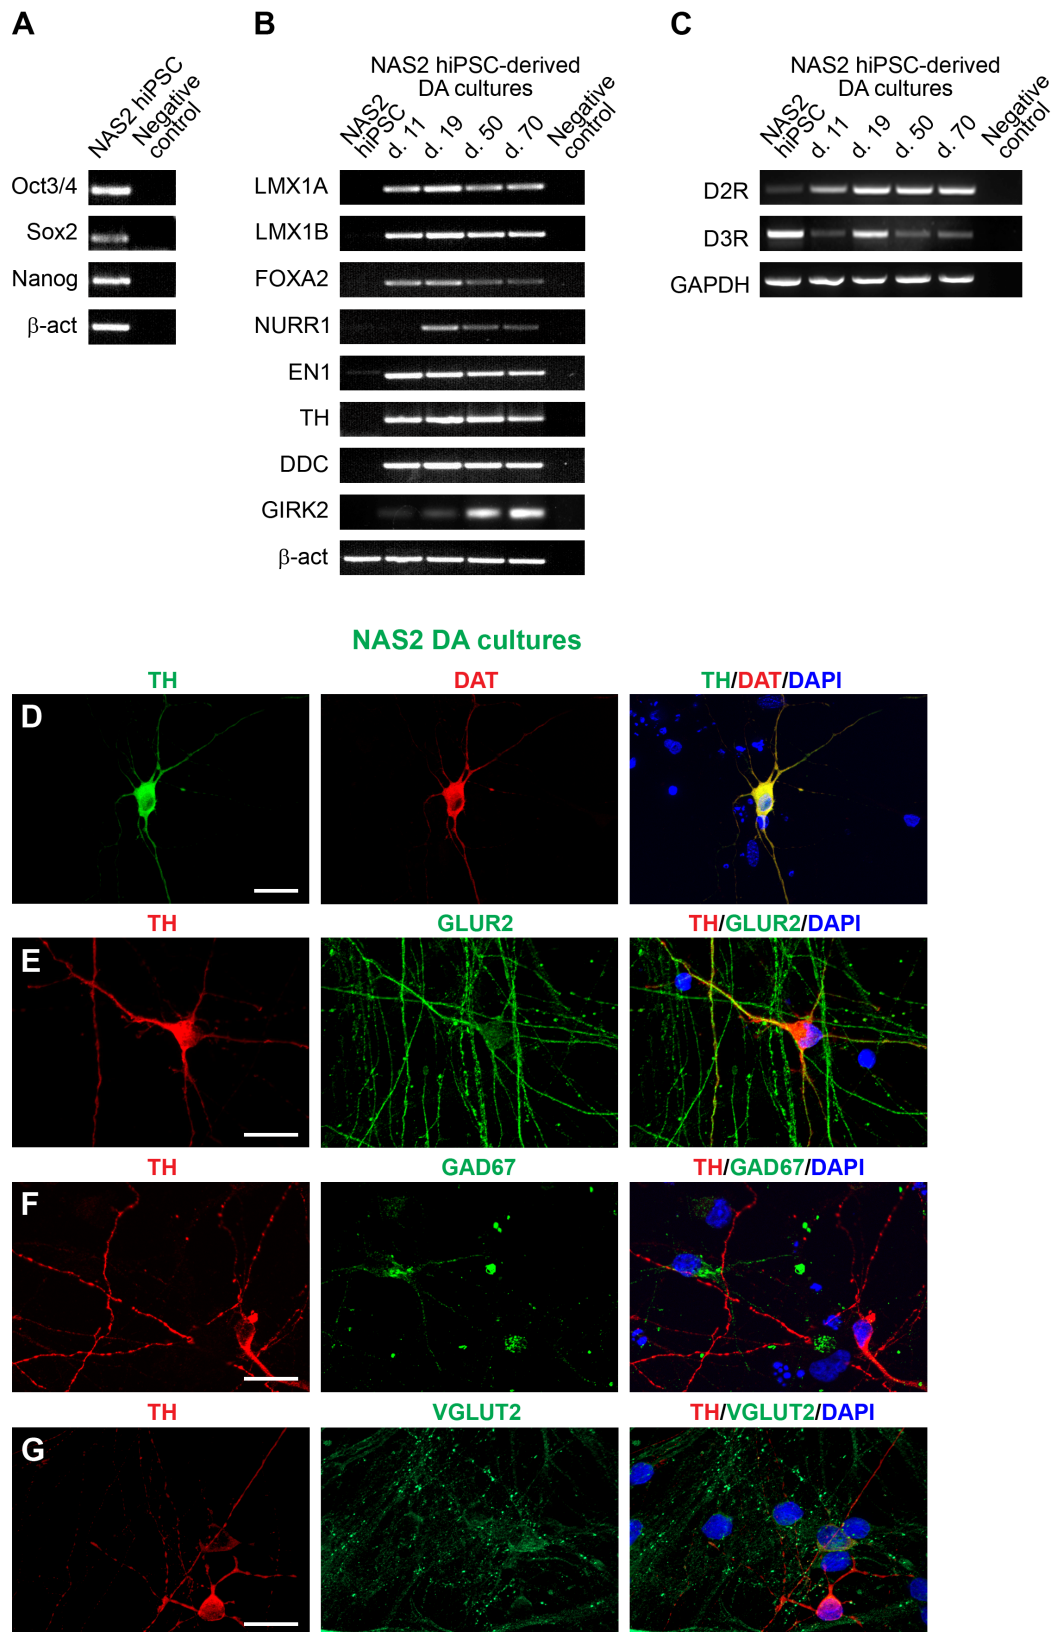 A
NAS2 hiPSC
Negative
control
Oct3/4
Sox2
Nanog
β-act
B
NAS2 hiPSC-derived
DA cultures
NAS2
hiPSC
d. 11
d. 19
d. 50
d. 70
Negative
control
LMX1A
LMX1B
FOXA2
NURR1
EN1
TH
DDC
GIRK2
β-act
C
NAS2 hiPSC-derived
DA cultures
NAS2
hiPSC
d. 11
d. 19
d. 50
d. 70
Negative
control
D2R
D3R
GAPDH
NAS2 DA cultures
TH DAT TH/DAT/DAPI
D
TH GLUR2 TH/GLUR2/DAPI
E
TH GAD67 TH/GAD67/DAPI
F
TH VGLUT2 TH/VGLUT2/DAPI
G